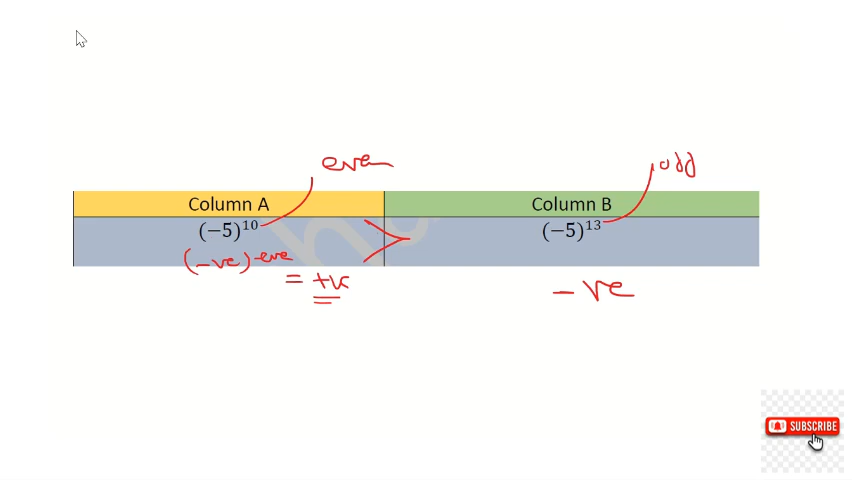 even
odd
Column A
Column B
(−5)¹⁰
(−5)¹³
(−ve) eve
= +ve
− ve
SUBSCRIBE